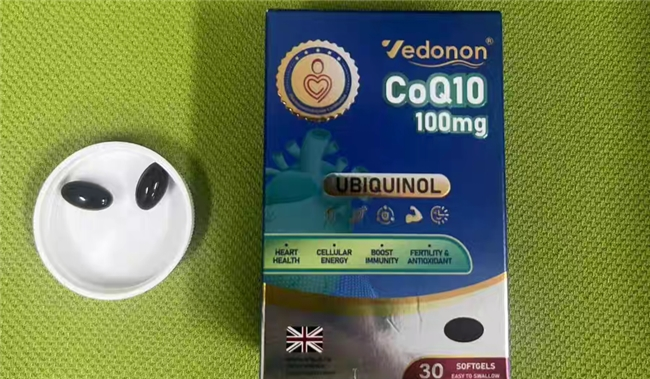 Vedonon®
CoQ10
100mg
UBIQUINOL
HEART
HEALTH
CELLULAR
ENERGY
BOOST
IMMUNITY
FERTILITY &
ANTIOXIDANT
30
SOFTGELS
EASY TO SWALLOW